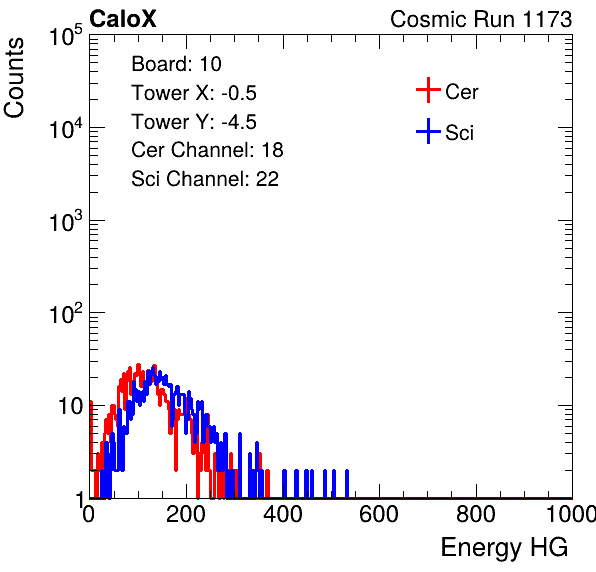 CaloX Cosmic Run 1173
Counts
10^5
10^4
10^3
10^2
10
1
Board: 10
Tower X: -0.5
Tower Y: -4.5
Cer Channel: 18
Sci Channel: 22
Cer
Sci
0 200 400 600 800 1000
Energy HG